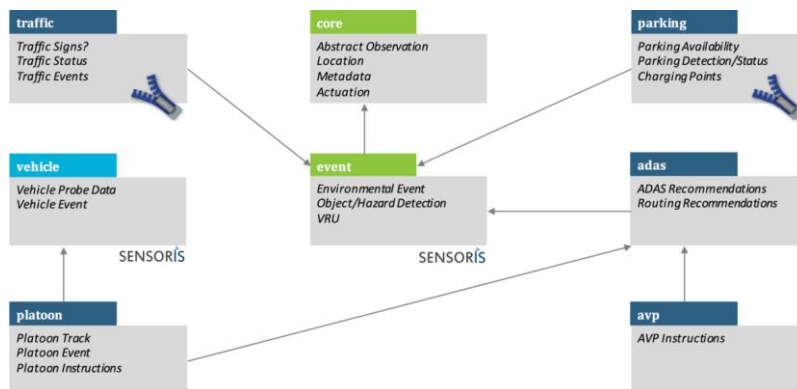 traffic
Traffic Signs?
Traffic Status
Traffic Events
core
Abstract Observation
Location
Metadata
Actuation
parking
Parking Availability
Parking Detection/Status
Charging Points
vehicle
Vehicle Probe Data
Vehicle Event
SENSORIS
event
Environmental Event
Object/Hazard Detection
VRU
SENSORIS
adas
ADAS Recommendations
Routing Recommendations
platoon
Platoon Track
Platoon Event
Platoon Instructions
avp
AVP Instructions